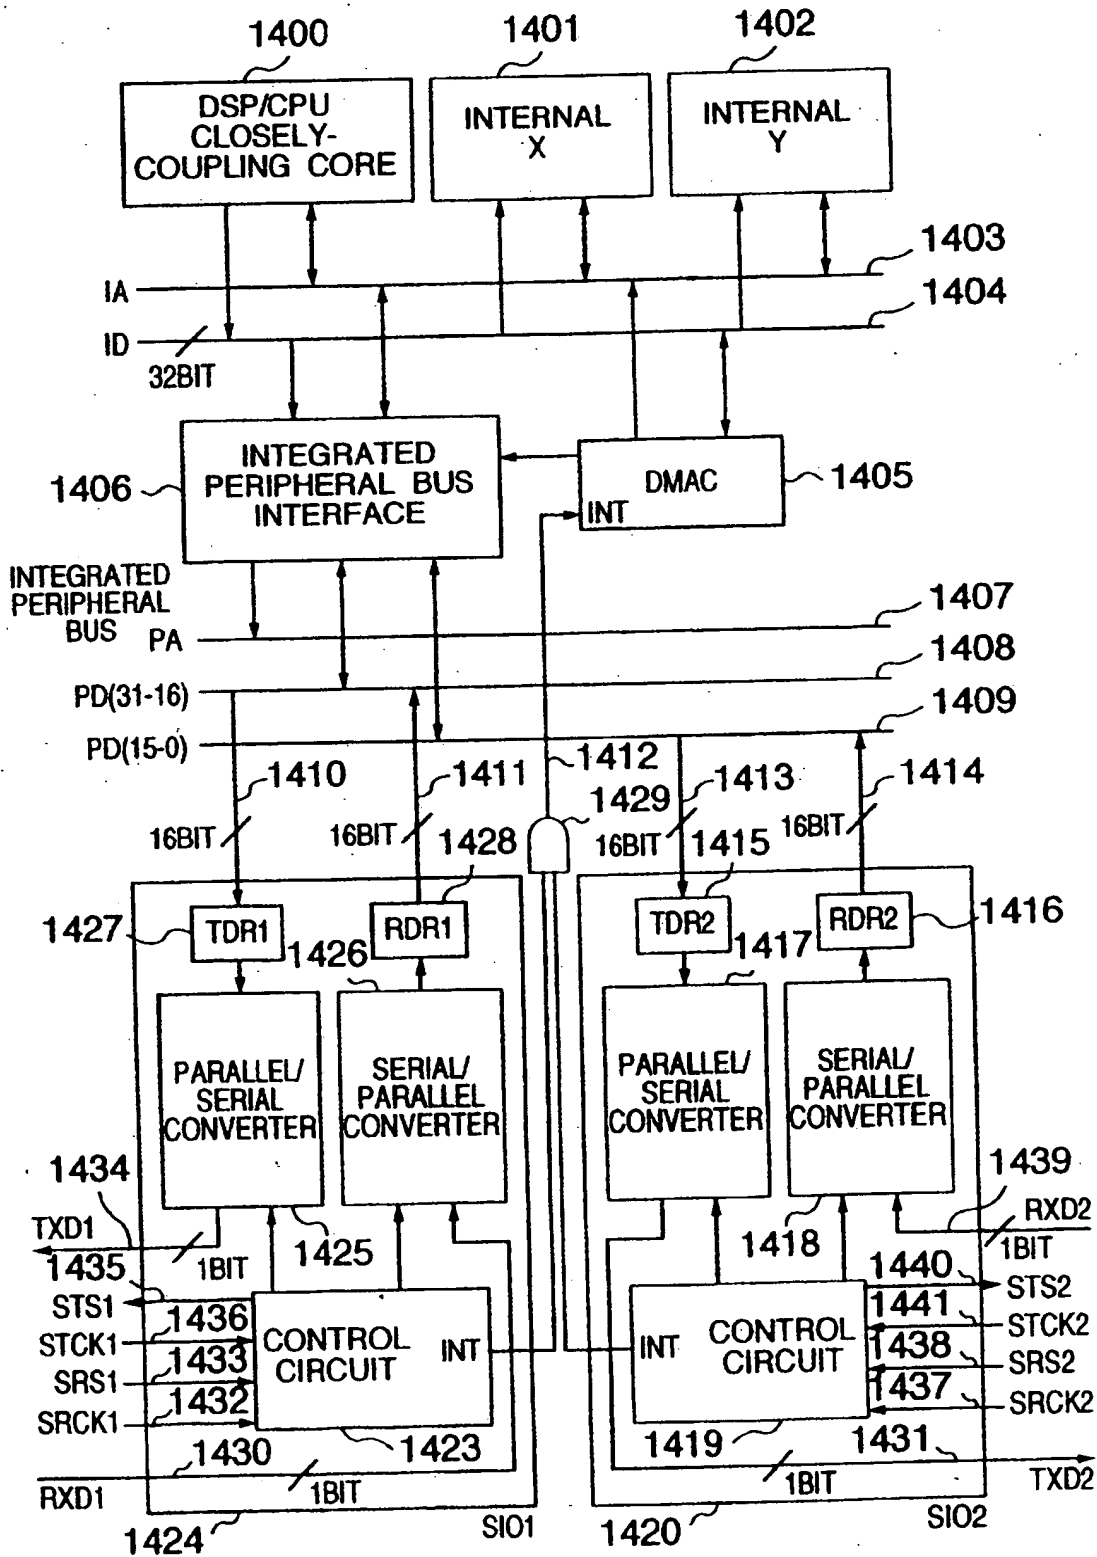 1400
1401
1402
DSP/CPU
CLOSELY-
COUPLING CORE
INTERNAL
X
INTERNAL
Y
1403
IA
1404
ID
32BIT
INTEGRATED
PERIPHERAL BUS
INTERFACE
1406
DMAC
INT
1405
INTEGRATED
PERIPHERAL
BUS
PA
1407
PD(31-16)
1408
PD(15-0)
1409
1410
1411
1412
1413
1414
1429
16BIT
16BIT
16BIT
16BIT
1428
1415
1427
TDR1
RDR1
TDR2
RDR2
1416
1426
1417
PARALLEL/
SERIAL
CONVERTER
SERIAL/
PARALLEL
CONVERTER
PARALLEL/
SERIAL
CONVERTER
SERIAL/
PARALLEL
CONVERTER
1434
1439
TXD1
RXD2
1BIT
1425
1418
1BIT
1435
1440
STS1
STS2
1436
1441
STCK1
STCK2
1433
1438
SRS1
SRS2
1432
1437
SRCK1
SRCK2
CONTROL
CIRCUIT
INT
INT
CONTROL
CIRCUIT
1430
1423
1419
1431
RXD1
1BIT
1BIT
TXD2
1424
SIO1
1420
SIO2